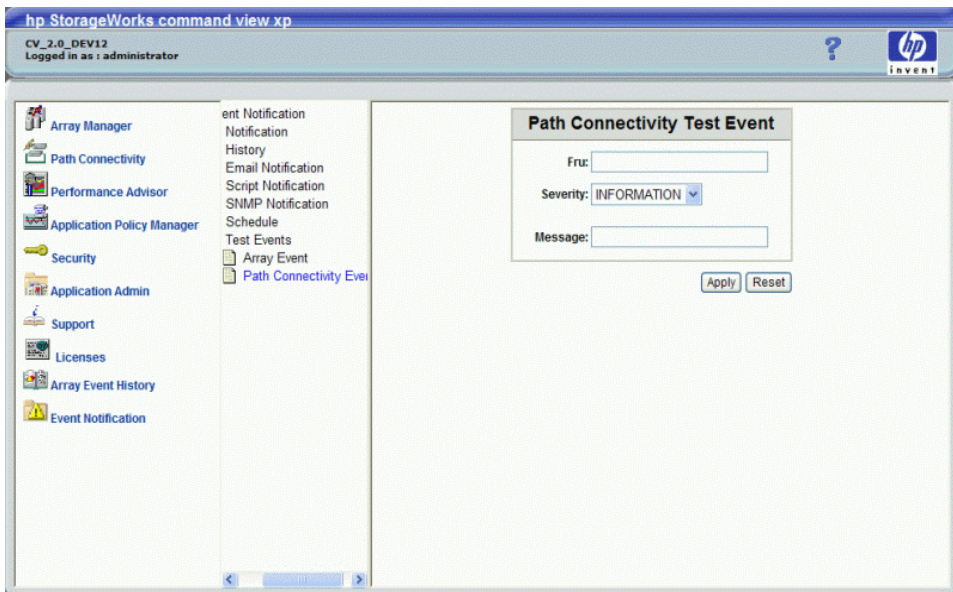 hp StorageWorks command view xp
CV_2.0_DEV12
Logged in as : administrator
?
hp
invent
Array Manager
Path Connectivity
Performance Advisor
Application Policy Manager
Security
Application Admin
Support
Licenses
Array Event History
Event Notification
ent Notification
Notification
History
Email Notification
Script Notification
SNMP Notification
Schedule
Test Events
Array Event
Path Connectivity Even
Path Connectivity Test Event
Fru:
Severity: INFORMATION
Message:
Apply Reset